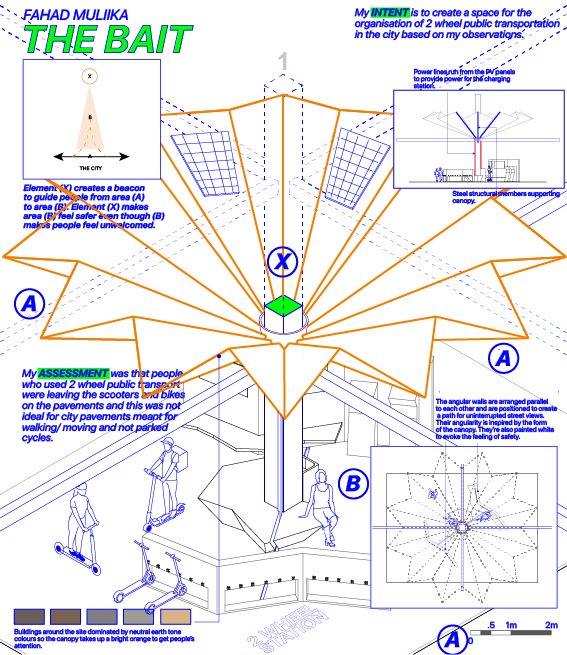 FAHAD MULIIKA
THE BAIT
My INTENT is to create a space for the
organisation of 2 wheel public transportation
in the city based on my observations.
1
Power lines run from the PV panels
to provide power for the charging
station.
X
B
A
THE CITY
Steel structural members supporting
canopy.
Element (X) creates a beacon
to guide people from area (A)
to area (B). Element (X) makes
area (B) feel safer even though (B)
makes people feel unwelcomed.
X
A
A
My ASSESSMENT was that people
who used 2 wheel public transport
were leaving the scooters and bikes
on the pavements and this was not
ideal for city pavements meant for
walking/ moving and not parked
cycles.
The angular walls are arranged parallel
to each other and are positioned to create
a path for uninterrupted street views.
Their angularity is inspired by the form
of the canopy. They're also painted white
to evoke the feeling of safety.
B
2 WHEEL
STATION
Buildings around the site dominated by neutral earth tone
colours so the canopy takes up a bright orange to get people's
attention.
A
0 .5 1m 2m